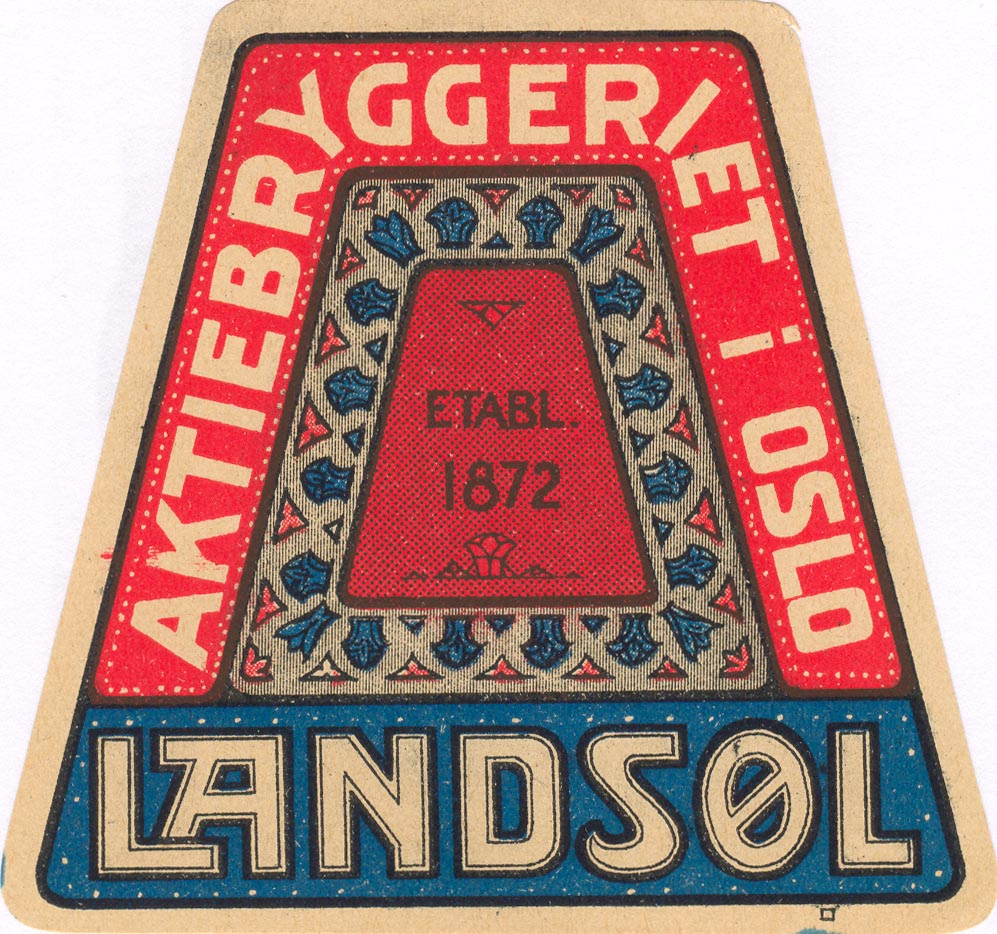 AKTIEBRYGGERIET i OSLO
ETABL.
1872
LANDSØL